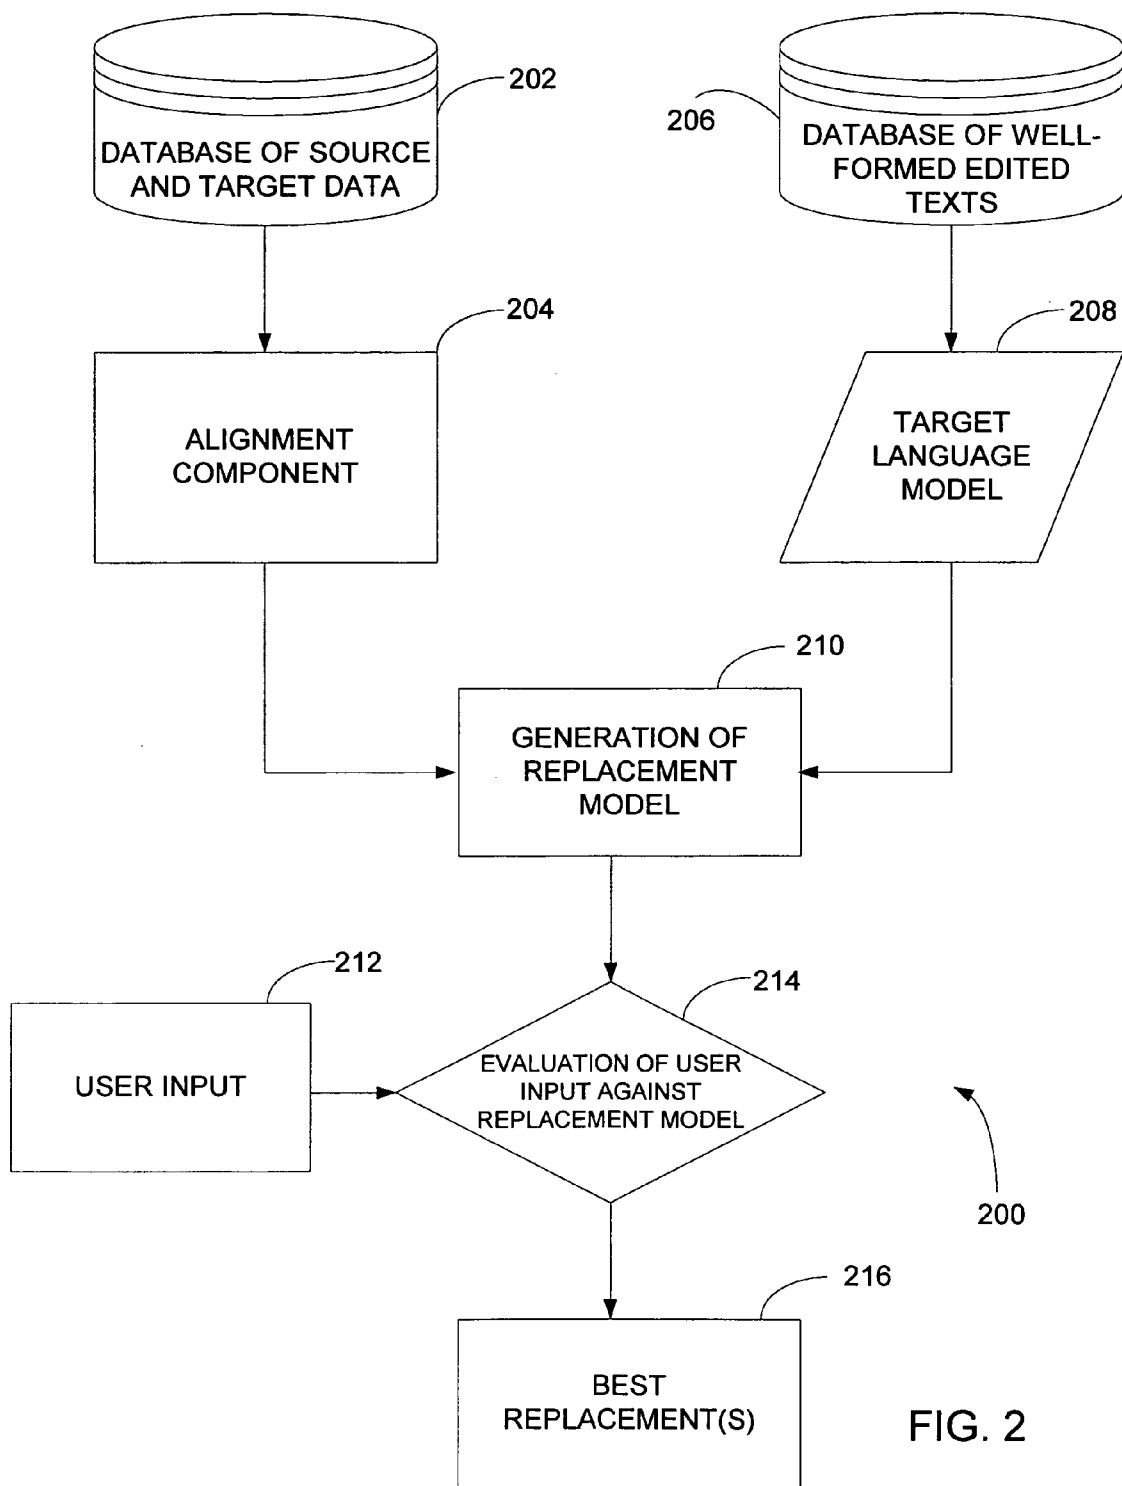 202
DATABASE OF SOURCE
AND TARGET DATA
206
DATABASE OF WELL-
FORMED EDITED
TEXTS
204
ALIGNMENT
COMPONENT
208
TARGET
LANGUAGE
MODEL
210
GENERATION OF
REPLACEMENT
MODEL
212
USER INPUT
214
EVALUATION OF USER
INPUT AGAINST
REPLACEMENT MODEL
200
216
BEST
REPLACEMENT(S)
FIG. 2